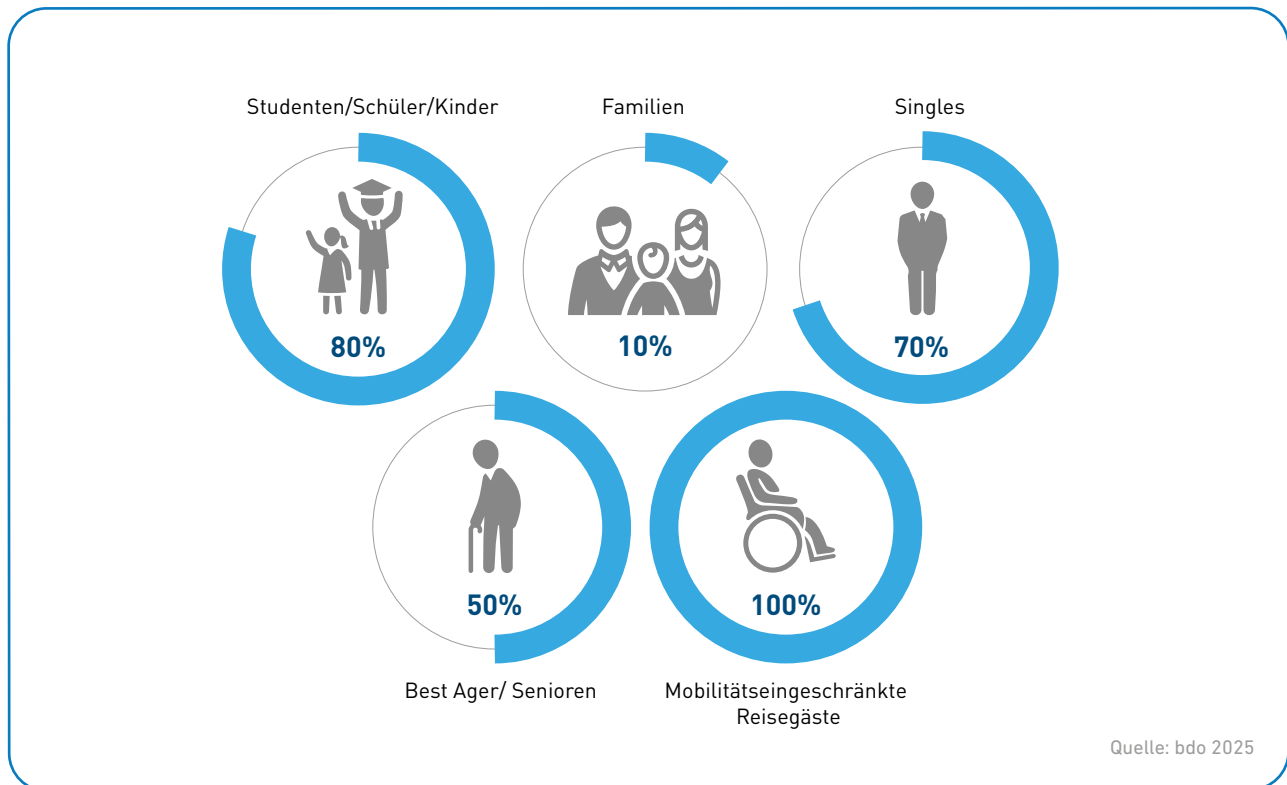 Studenten/Schüler/Kinder
80%
Familien
10%
Singles
70%
50%
Best Ager/ Senioren
100%
Mobilitätseingeschränkte
Reisegäste
Quelle: bdo 2025